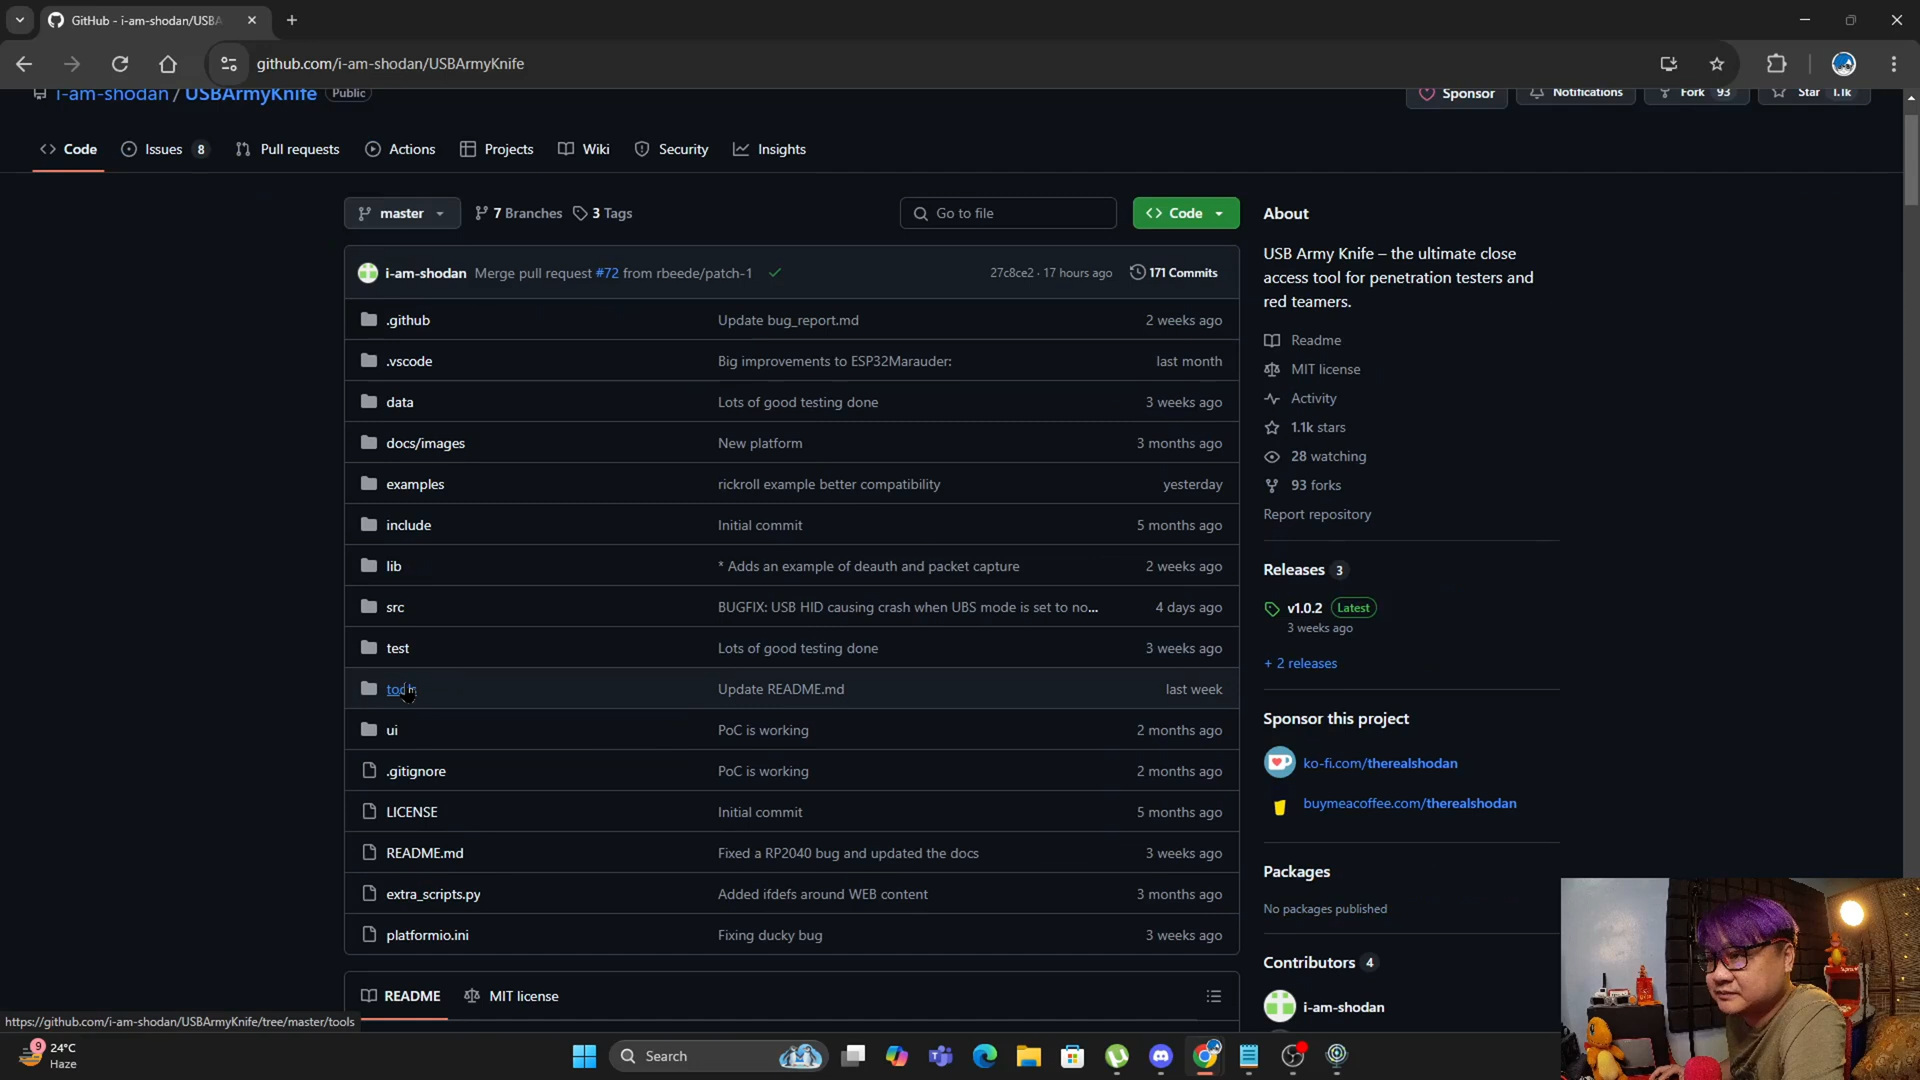 GitHub - i-am-shodan/USBA
github.com/i-am-shodan/USBArmyKnife
i-am-shodan / USBArmyKnife Public
Sponsor
Notifications
Fork 93
Star 1.1k
Code
Issues 8
Pull requests
Actions
Projects
Wiki
Security
Insights
master
7 Branches
3 Tags
Go to file
Code
i-am-shodan Merge pull request #72 from rbeede/patch-1 27c8ce2 · 17 hours ago 171 Commits
.github Update bug_report.md 2 weeks ago
.vscode Big improvements to ESP32Marauder: last month
data Lots of good testing done 3 weeks ago
docs/images New platform 3 months ago
examples rickroll example better compatibility yesterday
include Initial commit 5 months ago
lib * Adds an example of deauth and packet capture 2 weeks ago
src BUGFIX: USB HID causing crash when UBS mode is set to no... 4 days ago
test Lots of good testing done 3 weeks ago
tools Update README.md last week
ui PoC is working 2 months ago
.gitignore PoC is working 2 months ago
LICENSE Initial commit 5 months ago
README.md Fixed a RP2040 bug and updated the docs 3 weeks ago
extra_scripts.py Added ifdefs around WEB content 3 months ago
platformio.ini Fixing ducky bug 3 weeks ago
README
MIT license
About
USB Army Knife – the ultimate close
access tool for penetration testers and
red teamers.
Readme
MIT license
Activity
1.1k stars
28 watching
93 forks
Report repository
Releases 3
v1.0.2 Latest
3 weeks ago
+ 2 releases
Sponsor this project
ko-fi.com/therealshodan
buymeacoffee.com/therealshodan
Packages
No packages published
Contributors 4
i-am-shodan
https://github.com/i-am-shodan/USBArmyKnife/tree/master/tools
9
24°C
Haze
Search